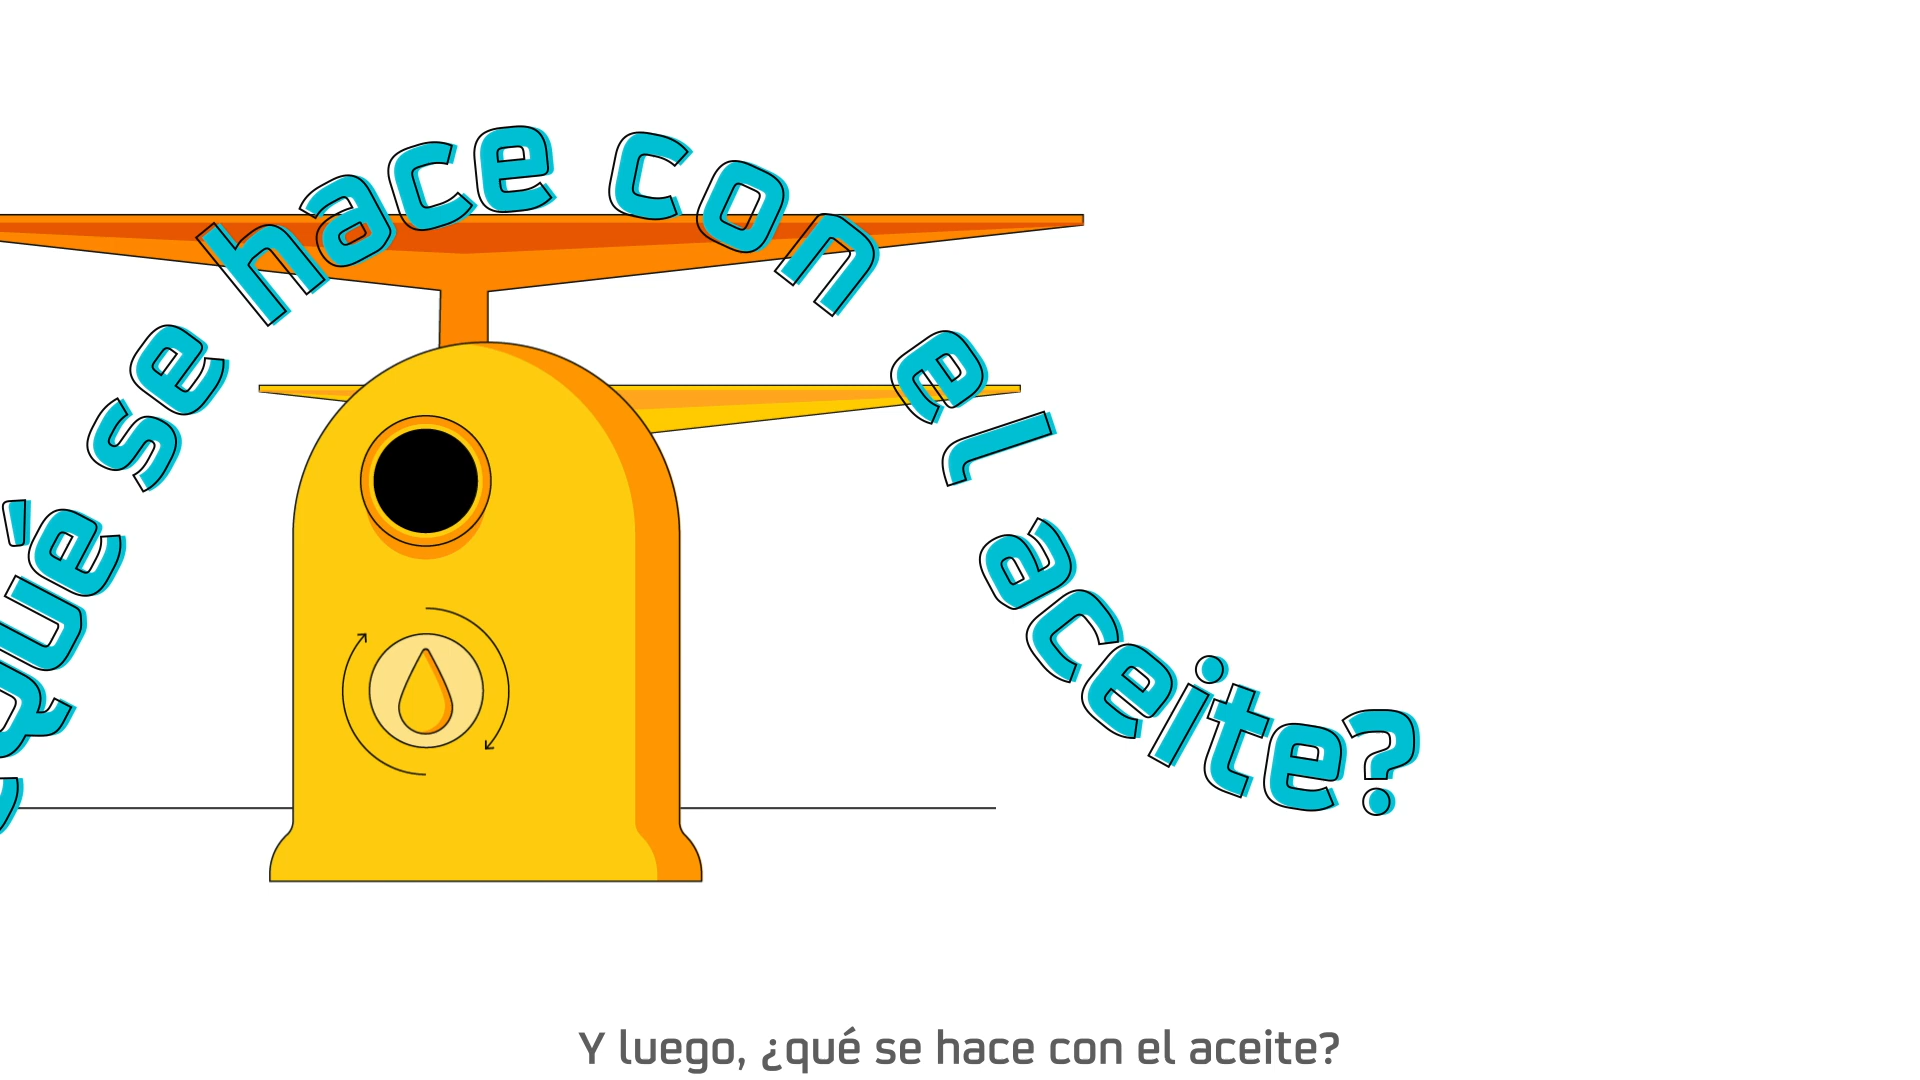 ¿Qué se hace con el aceite?
Y luego, ¿qué se hace con el aceite?